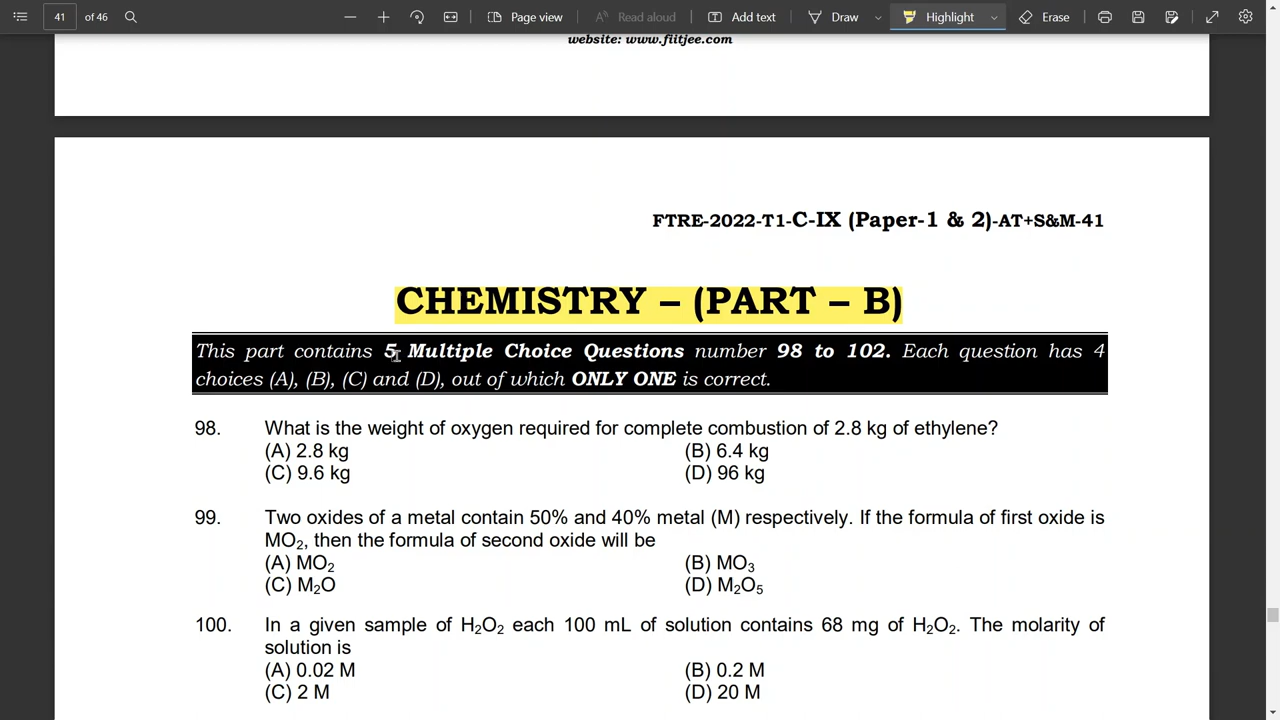 41 of 46 Page view Read aloud Add text Draw Highlight Erase
website: www.fiitjee.com
FTRE-2022-T1-C-IX (Paper-1 & 2)-AT+S&M-41
CHEMISTRY – (PART – B)
This part contains 5 Multiple Choice Questions number 98 to 102. Each question has 4
choices (A), (B), (C) and (D), out of which ONLY ONE is correct.
98. What is the weight of oxygen required for complete combustion of 2.8 kg of ethylene?
(A) 2.8 kg (B) 6.4 kg
(C) 9.6 kg (D) 96 kg
99. Two oxides of a metal contain 50% and 40% metal (M) respectively. If the formula of first oxide is
MO₂, then the formula of second oxide will be
(A) MO₂ (B) MO₃
(C) M₂O (D) M₂O₅
100. In a given sample of H₂O₂ each 100 mL of solution contains 68 mg of H₂O₂. The molarity of
solution is
(A) 0.02 M (B) 0.2 M
(C) 2 M (D) 20 M